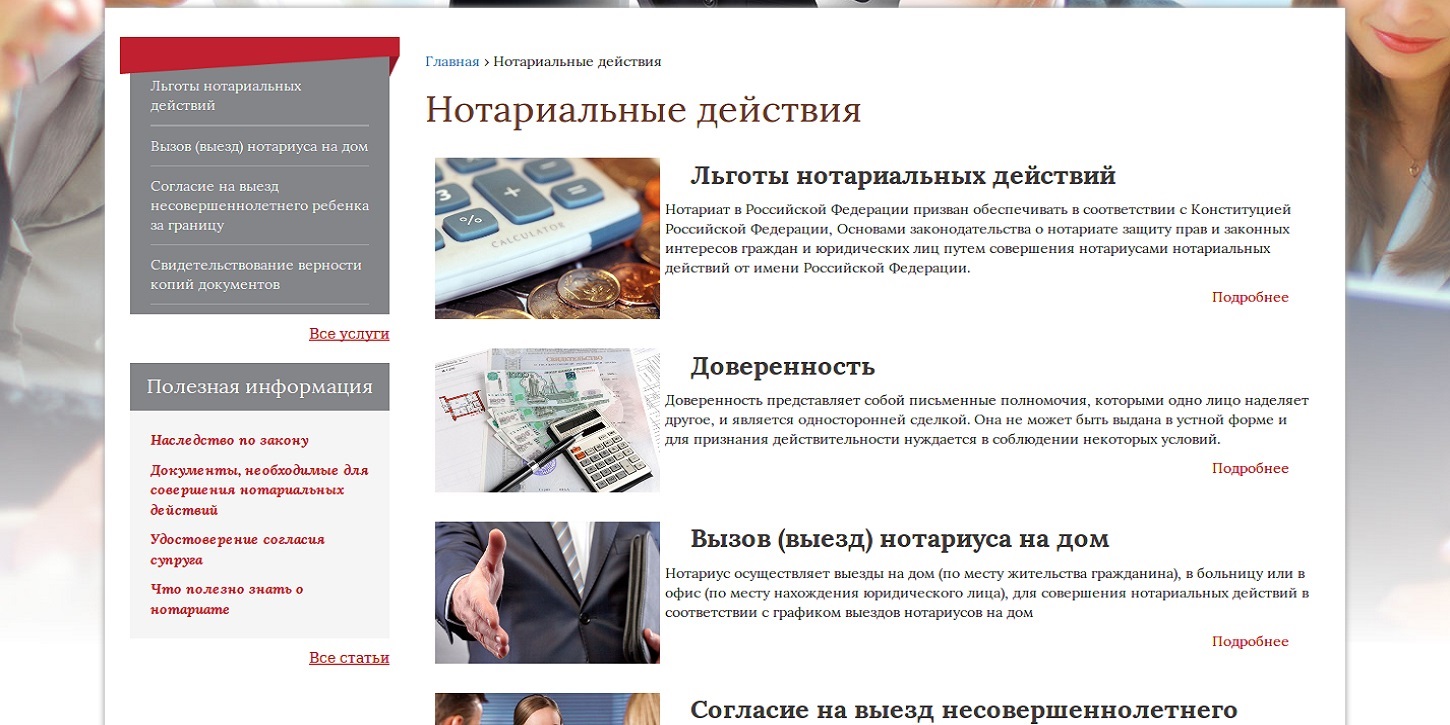 Льготы нотариальных
действий
Вызов (выезд) нотариуса на дом
Согласие на выезд
несовершеннолетнего ребенка
за границу
Свидетельствование верности
копий документов
Все услуги
Полезная информация
Наследство по закону
Документы, необходимые для
совершения нотариальных
действий
Удостоверение согласия
супруга
Что полезно знать о
нотариате
Все статьи
Главная › Нотариальные действия
Нотариальные действия
3
+
%
CALCULATOR
Льготы нотариальных действий
Нотариат в Российской Федерации призван обеспечивать в соответствии с Конституцией
Российской Федерации, Основами законодательства о нотариате защиту прав и законных
интересов граждан и юридических лиц путем совершения нотариусами нотариальных
действий от имени Российской Федерации.
Подробнее
Свидетельство
Доверенность
Доверенность представляет собой письменные полномочия, которыми одно лицо наделяет
другое, и является односторонней сделкой. Она не может быть выдана в устной форме и
для признания действительности нуждается в соблюдении некоторых условий.
Подробнее
Вызов (выезд) нотариуса на дом
Нотариус осуществляет выезды на дом (по месту жительства гражданина), в больницу или в
офис (по месту нахождения юридического лица), для совершения нотариальных действий в
соответствии с графиком выездов нотариусов на дом
Подробнее
Согласие на выезд несовершеннолетнего